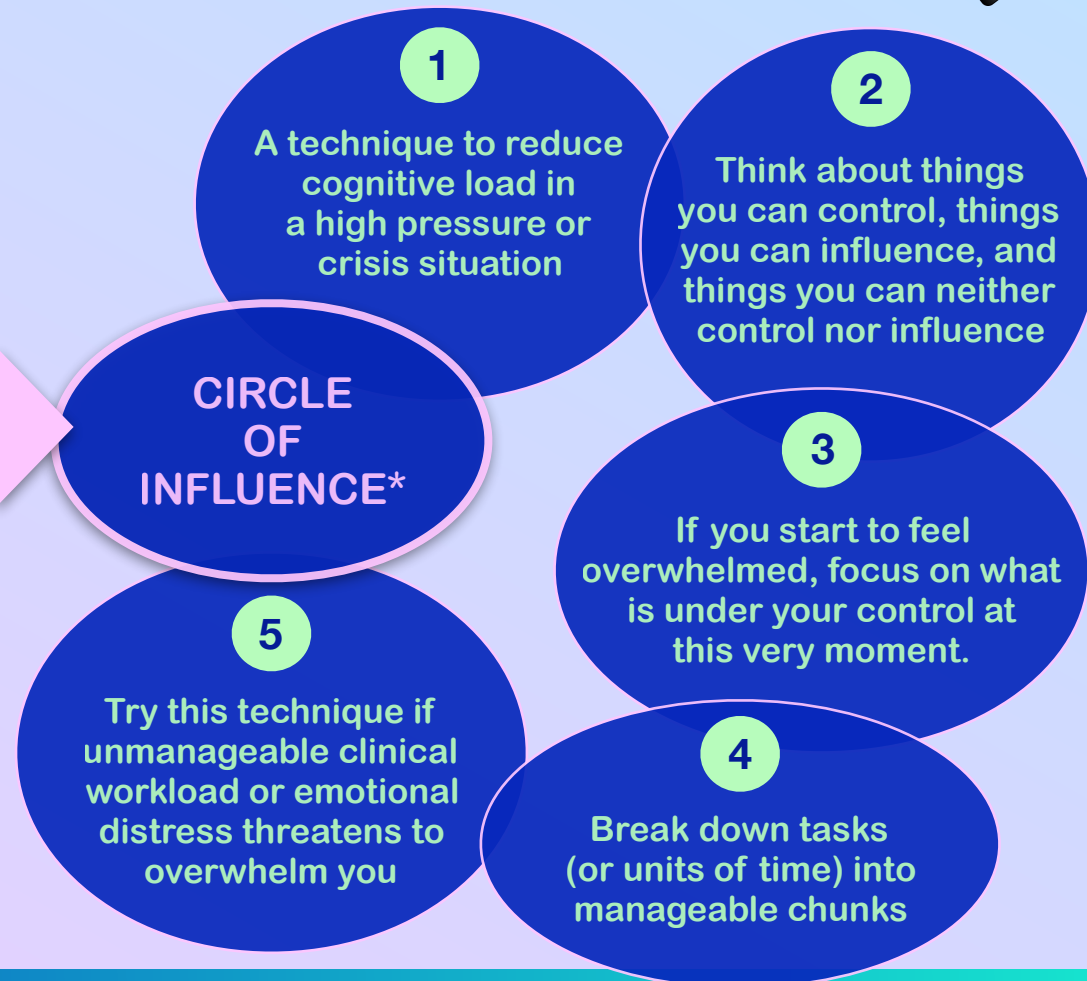 1
A technique to reduce
cognitive load in
a high pressure or
crisis situation
2
Think about things
you can control, things
you can influence, and
things you can neither
control nor influence
CIRCLE
OF
INFLUENCE*
3
If you start to feel
overwhelmed, focus on what
is under your control at
this very moment.
4
Break down tasks
(or units of time) into
manageable chunks
5
Try this technique if
unmanageable clinical
workload or emotional
distress threatens to
overwhelm you